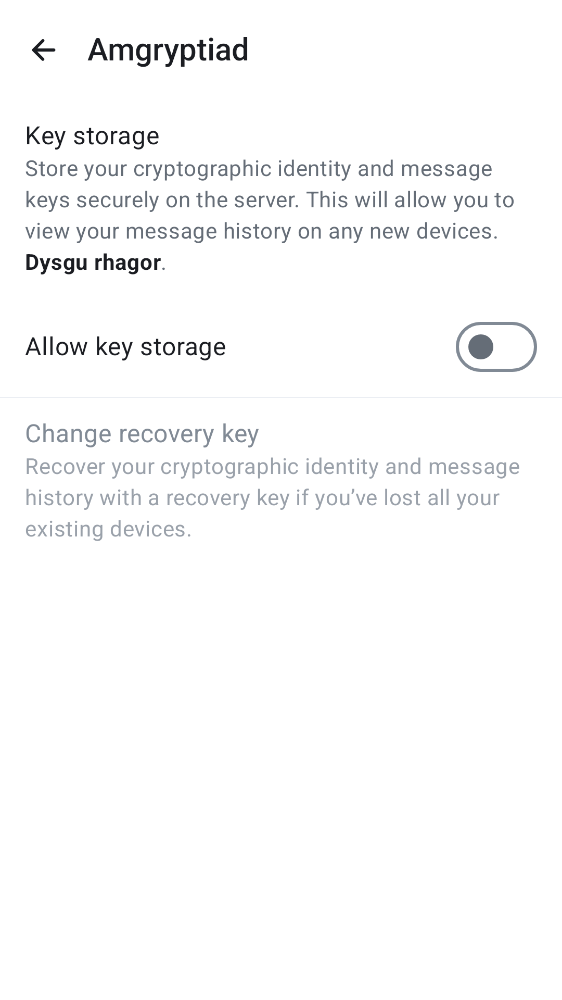 Amgryptiad
Key storage
Store your cryptographic identity and message
keys securely on the server. This will allow you to
view your message history on any new devices.
Dysgu rhagor.
Allow key storage
Change recovery key
Recover your cryptographic identity and message
history with a recovery key if you’ve lost all your
existing devices.